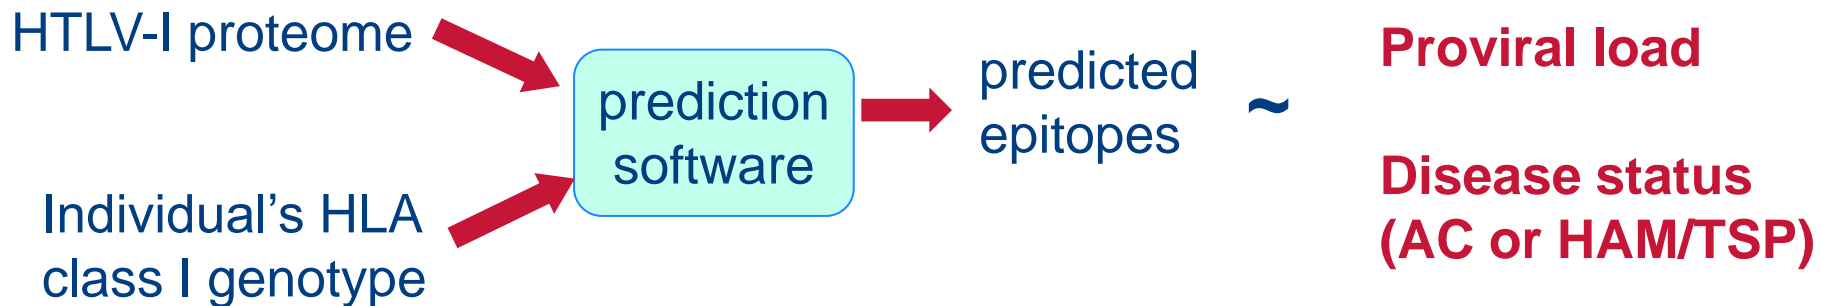 HTLV-I proteome
Individual's HLA
class I genotype
prediction
software
predicted
epitopes
~
Proviral load
Disease status
(AC or HAM/TSP)